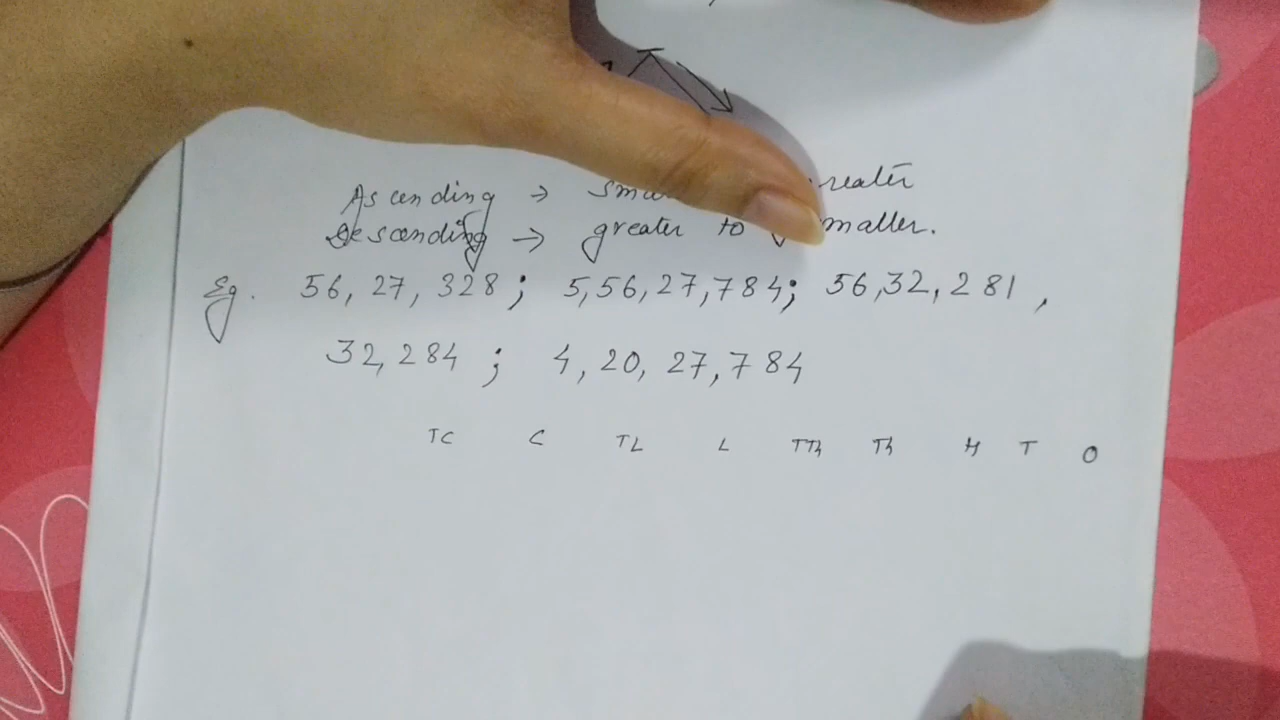 Ascending →
Descending → greater to
Eg. 56, 27, 328 ; 5,56,27,784; 56,32,281,
32,284 ; 4, 20, 27,784
TC C TL L TTh Th H T O